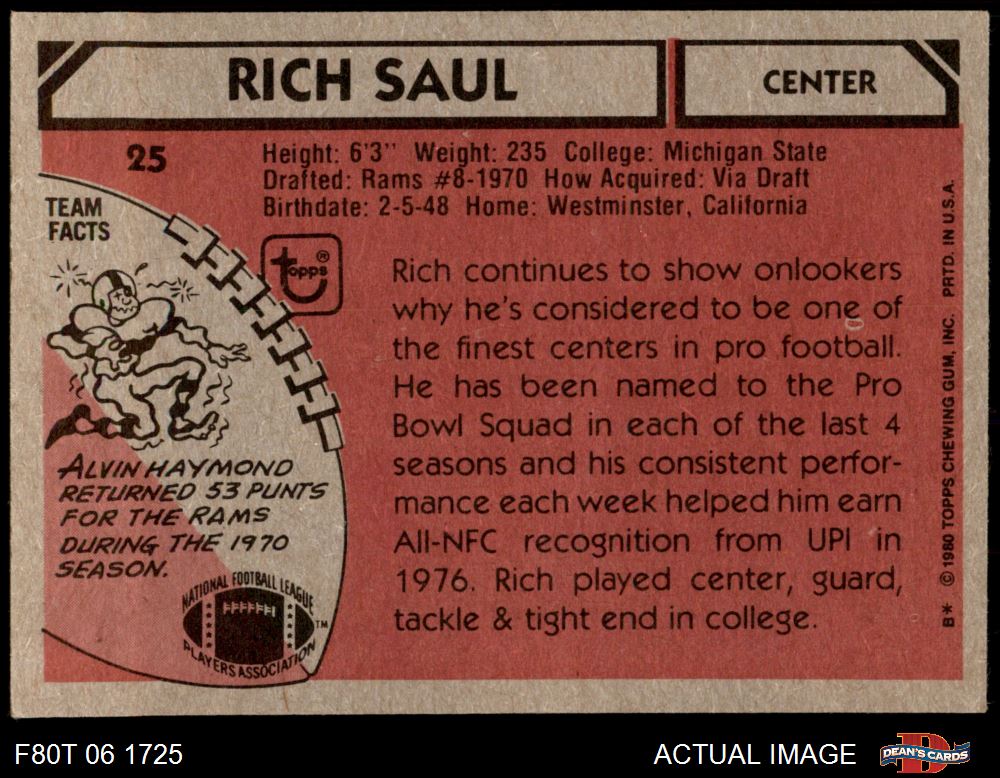 RICH SAUL
CENTER
25
Height: 6'3" Weight: 235 College: Michigan State
Drafted: Rams #8-1970 How Acquired: Via Draft
Birthdate: 2-5-48 Home: Westminster, California
TEAM
FACTS
topps®
Rich continues to show onlookers
why he's considered to be one of
the finest centers in pro football.
He has been named to the Pro
Bowl Squad in each of the last 4
seasons and his consistent perfor-
mance each week helped him earn
All-NFC recognition from UPI in
1976. Rich played center, guard,
tackle & tight end in college.
ALVIN HAYMOND
RETURNED 53 PUNTS
FOR THE RAMS
DURING THE 1970
SEASON.
NATIONAL FOOTBALL LEAGUE
PLAYERS ASSOCIATION
TM
B* © 1980 TOPPS CHEWING GUM, INC. PRTD. IN U.S.A.
F80T 06 1725
ACTUAL IMAGE
DEAN'S CARDS